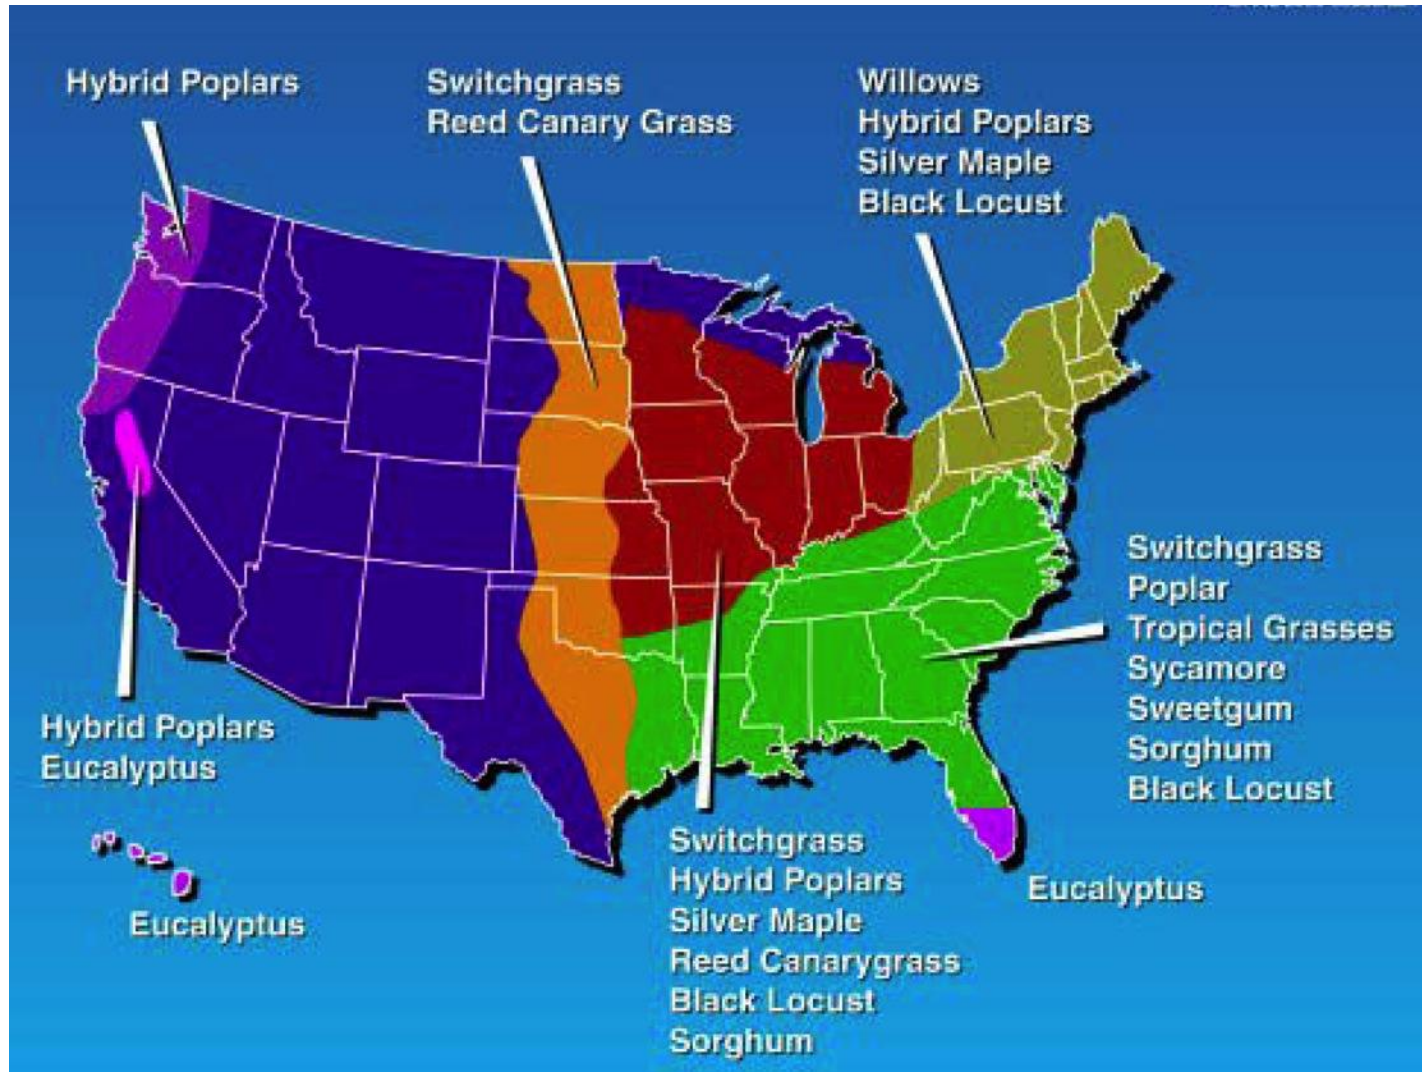 Hybrid Poplars
Switchgrass
Reed Canary Grass
Willows
Hybrid Poplars
Silver Maple
Black Locust
Hybrid Poplars
Eucalyptus
Switchgrass
Poplar
Tropical Grasses
Sycamore
Sweetgum
Sorghum
Black Locust
Eucalyptus
Switchgrass
Hybrid Poplars
Silver Maple
Reed Canarygrass
Black Locust
Sorghum
Eucalyptus